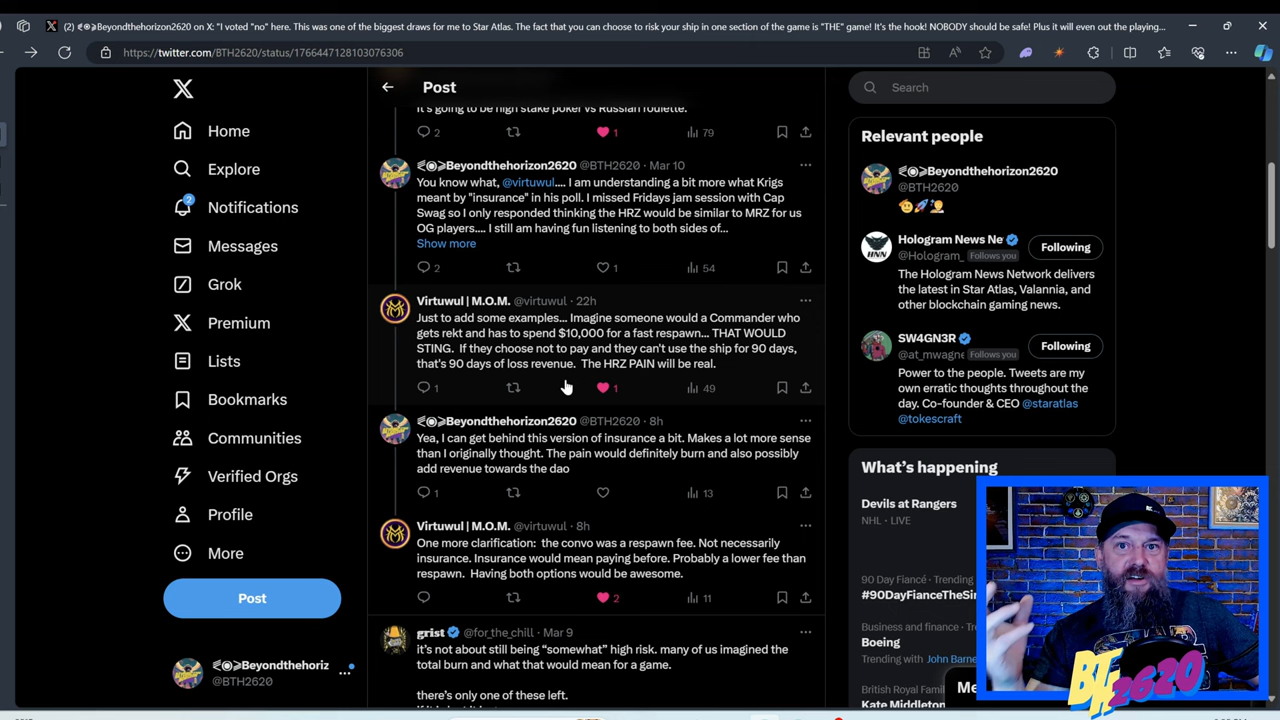 (2) ⋞◉⋟Beyondthehorizon2620 on X: "I voted "no" here. This was one of the biggest draws for me to Star Atlas. The fact that you can choose to risk your ship in one section of the game is "THE" game! It's the hook! NOBODY should be safe! Plus it will even out the playing...
https://twitter.com/BTH2620/status/1766447128103076306
Home
Explore
2
Notifications
Messages
Grok
Premium
Lists
Bookmarks
Communities
Verified Orgs
Profile
More
Post
⋞◉⋟Beyondthehoriz
@BTH2620
Post
It's going to be high stake poker vs Russian roulette.
2 1 79
⋞◉⋟Beyondthehorizon2620 @BTH2620 · Mar 10
You know what, @virtuwul.... I am understanding a bit more what Krigs
meant by "insurance" in his poll. I missed Fridays jam session with Cap
Swag so I only responded thinking the HRZ would be similar to MRZ for us
OG players.... I still am having fun listening to both sides of...
Show more
2 1 54
Virtuwul | M.O.M. @virtuwul · 22h
Just to add some examples... Imagine someone would a Commander who
gets rekt and has to spend $10,000 for a fast respawn... THAT WOULD
STING. If they choose not to pay and they can't use the ship for 90 days,
that's 90 days of loss revenue. The HRZ PAIN will be real.
1 1 49
⋞◉⋟Beyondthehorizon2620 @BTH2620 · 8h
Yea, I can get behind this version of insurance a bit. Makes a lot more sense
than I originally thought. The pain would definitely burn and also possibly
add revenue towards the dao
1 13
Virtuwul | M.O.M. @virtuwul · 8h
One more clarification: the convo was a respawn fee. Not necessarily
insurance. Insurance would mean paying before. Probably a lower fee than
respawn. Having both options would be awesome.
2 11
grist @for_the_chill · Mar 9
it's not about still being "somewhat" high risk. many of us imagined the
total burn and what that would mean for a game.
there's only one of these left.
Search
Relevant people
⋞◉⋟Beyondthehorizon2620
@BTH2620
Hologram News Ne
@Hologram_ Follows you
Following
The Hologram News Network delivers
the latest in Star Atlas, Valannia, and
other blockchain gaming news.
SW4GN3R
@at_mwagne Follows you
Following
Power to the people. Tweets are my
own erratic thoughts throughout the
day. Co-founder & CEO @staratlas
@tokescraft
What's happening
Devils at Rangers
NHL · LIVE
90 Day Fiancé · Trending
#90DayFianceTheSin
Business and finance · Tre
Boeing
Trending with John Barne
British Royal Famil
Kate Middleton
Me
BTH2620